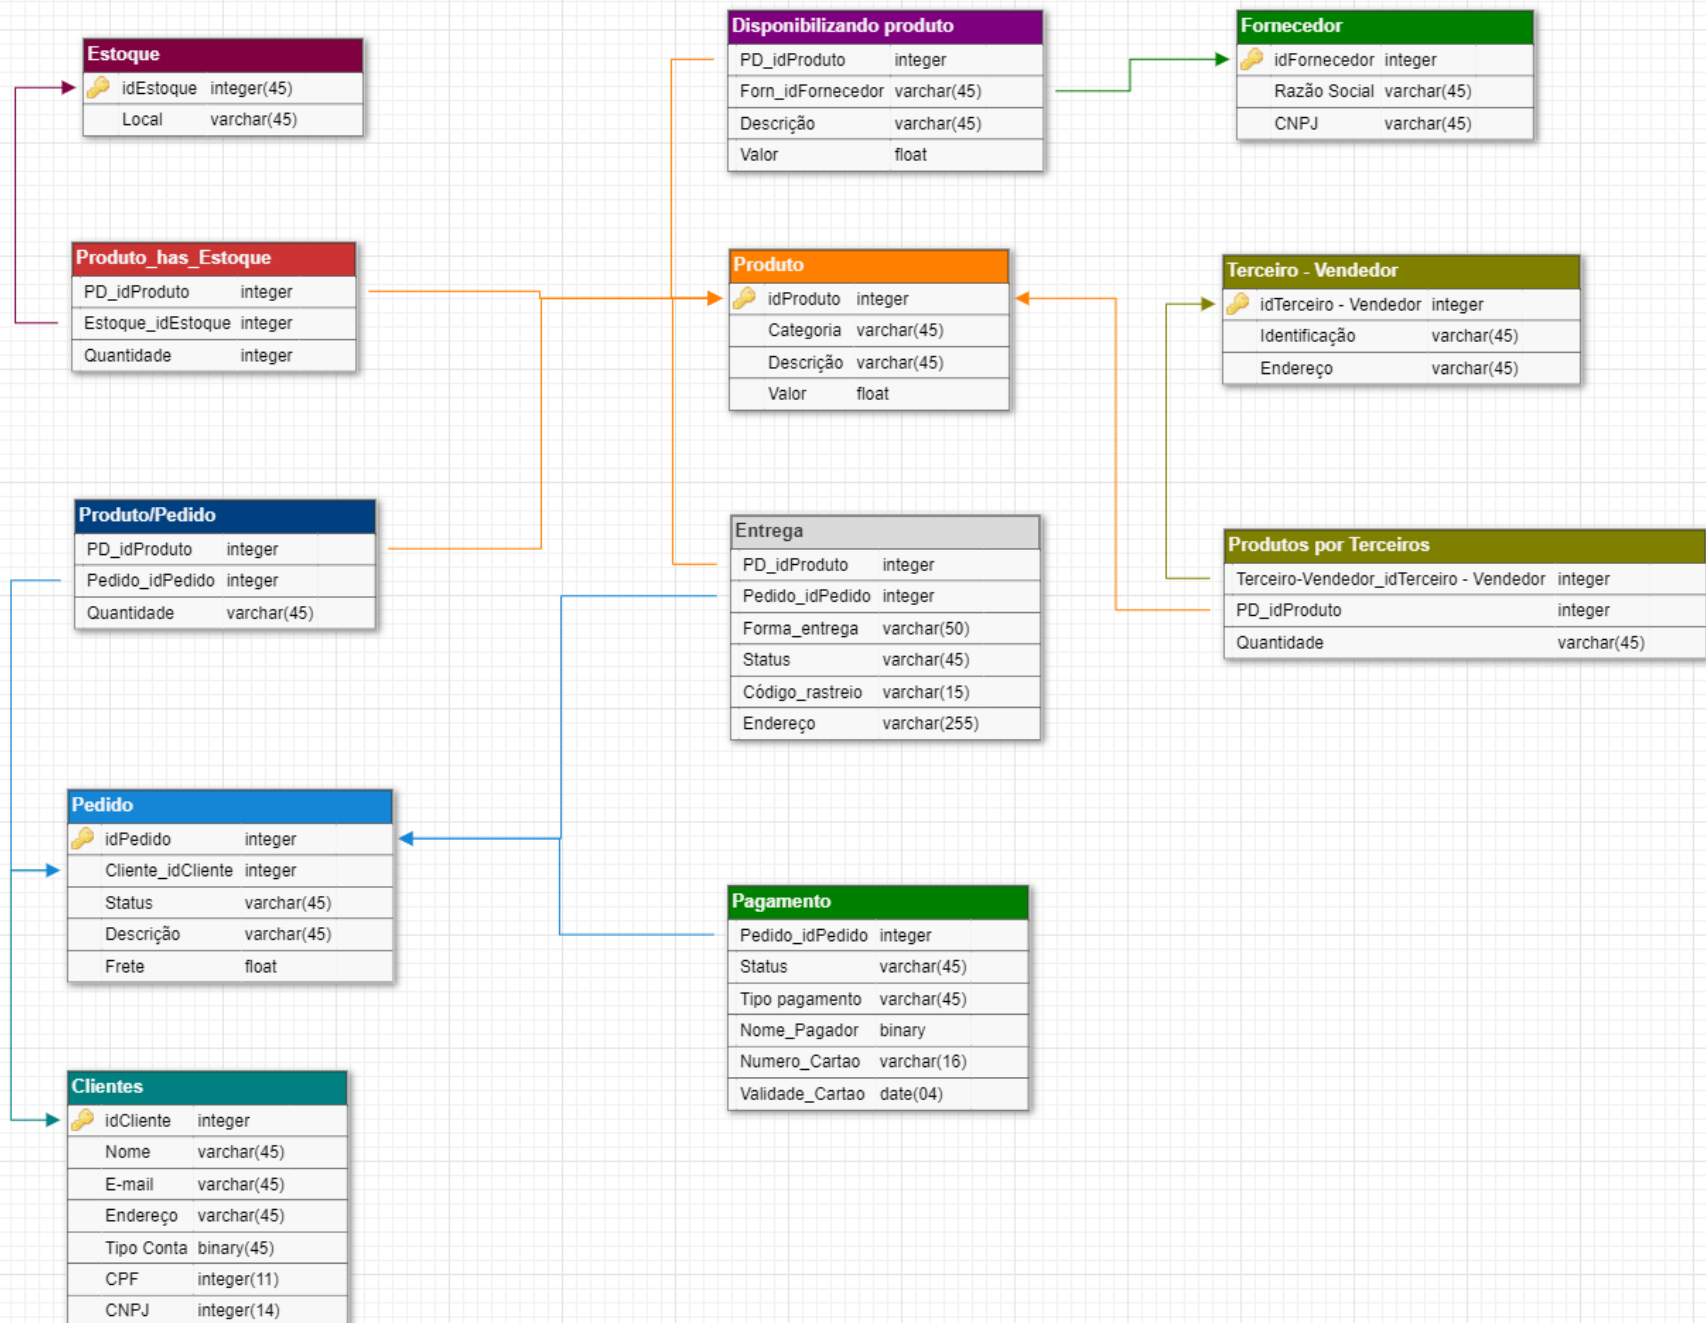 Estoque
idEstoque integer(45)
Local varchar(45)
Disponibilizando produto
PD_idProduto integer
Forn_idFornecedor varchar(45)
Descrição varchar(45)
Valor float
Fornecedor
idFornecedor integer
Razão Social varchar(45)
CNPJ varchar(45)
Produto_has_Estoque
PD_idProduto integer
Estoque_idEstoque integer
Quantidade integer
Produto
idProduto integer
Categoria varchar(45)
Descrição varchar(45)
Valor float
Terceiro - Vendedor
idTerceiro - Vendedor integer
Identificação varchar(45)
Endereço varchar(45)
Produto/Pedido
PD_idProduto integer
Pedido_idPedido integer
Quantidade varchar(45)
Entrega
PD_idProduto integer
Pedido_idPedido integer
Forma_entrega varchar(50)
Status varchar(45)
Código_rastreio varchar(15)
Endereço varchar(255)
Produtos por Terceiros
Terceiro-Vendedor_idTerceiro - Vendedor integer
PD_idProduto integer
Quantidade varchar(45)
Pedido
idPedido integer
Cliente_idCliente integer
Status varchar(45)
Descrição varchar(45)
Frete float
Pagamento
Pedido_idPedido integer
Status varchar(45)
Tipo pagamento varchar(45)
Nome_Pagador binary
Numero_Cartao varchar(16)
Validade_Cartao date(04)
Clientes
idCliente integer
Nome varchar(45)
E-mail varchar(45)
Endereço varchar(45)
Tipo Conta binary(45)
CPF integer(11)
CNPJ integer(14)